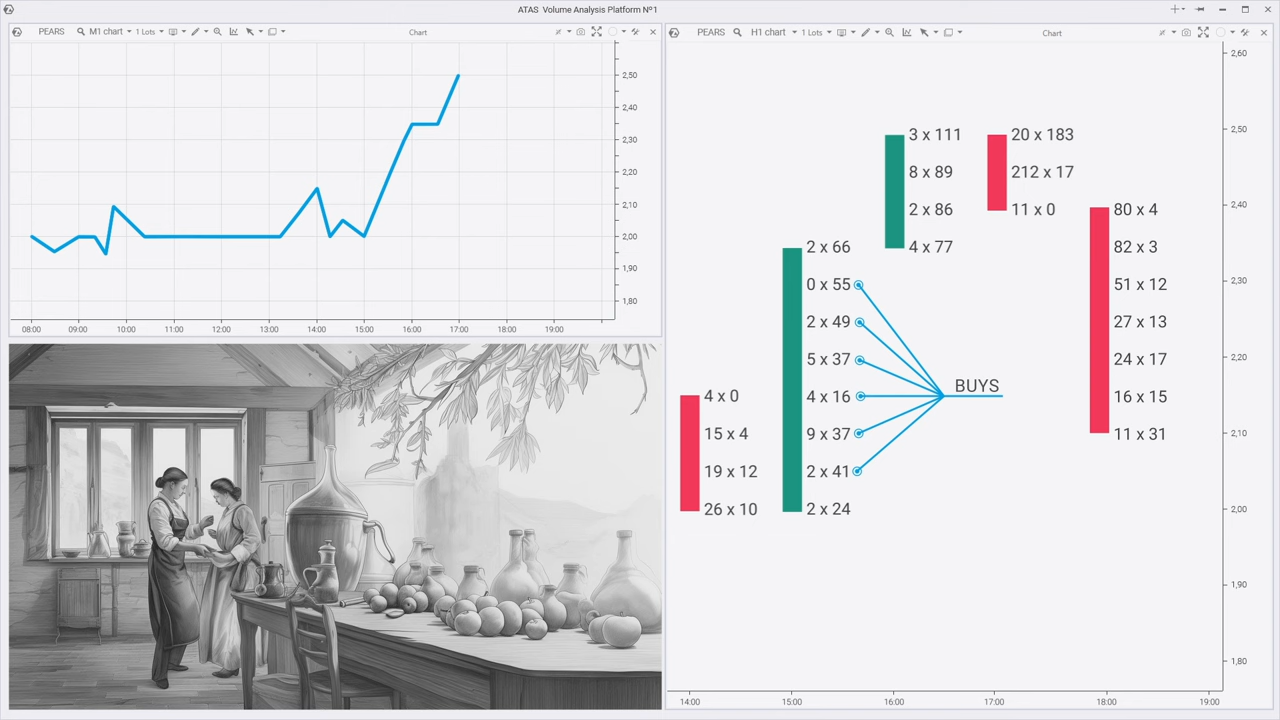 ATAS Volume Analysis Platform №1
PEARS M1 chart 1 Lots Chart
2,50
2,40
2,30
2,20
2,10
2,00
1,90
1,80
08:00 09:00 10:00 11:00 12:00 13:00 14:00 15:00 16:00 17:00 18:00 19:00
PEARS H1 chart 1 Lots Chart
2,60
2,50
2,40
2,30
2,20
2,10
2,00
1,90
1,80
4 x 0
15 x 4
19 x 12
26 x 10
2 x 66
0 x 55
2 x 49
5 x 37
4 x 16
9 x 37
2 x 41
2 x 24
BUYS
3 x 111
8 x 89
2 x 86
4 x 77
20 x 183
212 x 17
11 x 0
80 x 4
82 x 3
51 x 12
27 x 13
24 x 17
16 x 15
11 x 31
14:00 15:00 16:00 17:00 18:00 19:00